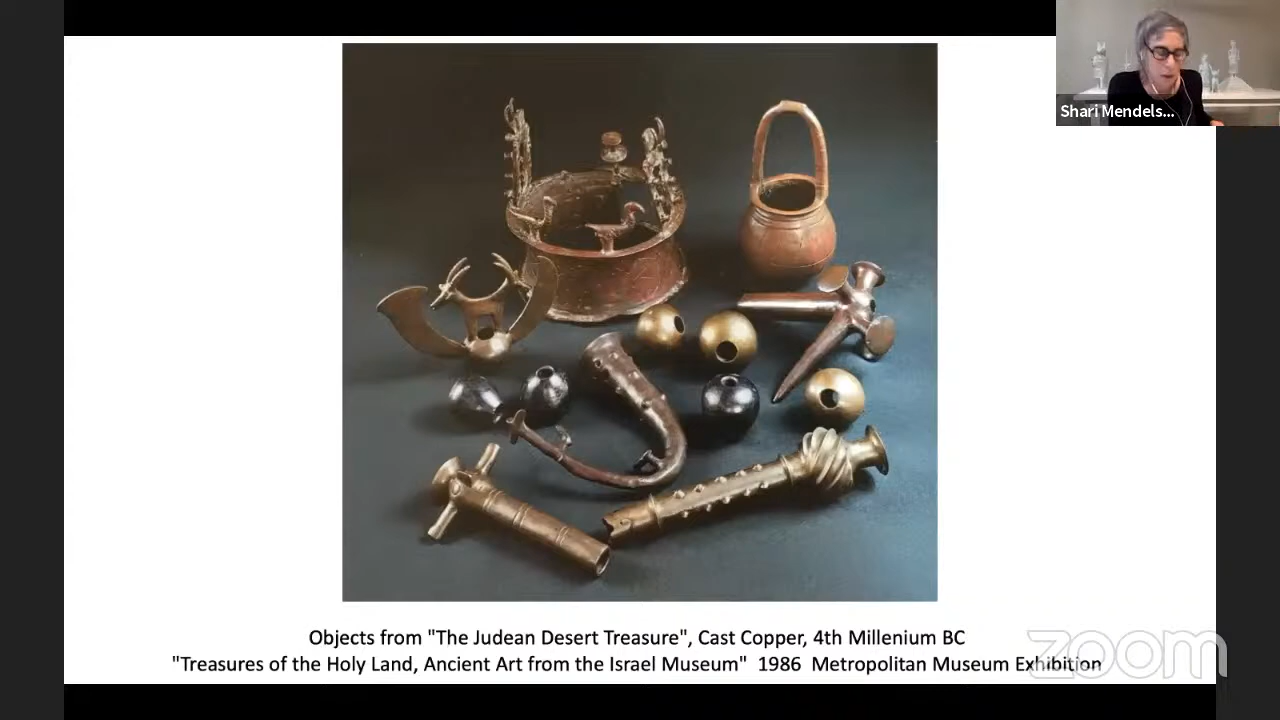 Shari Mendels...
Objects from "The Judean Desert Treasure", Cast Copper, 4th Millenium BC
"Treasures of the Holy Land, Ancient Art from the Israel Museum" 1986 Metropolitan Museum Exhibition
zoom